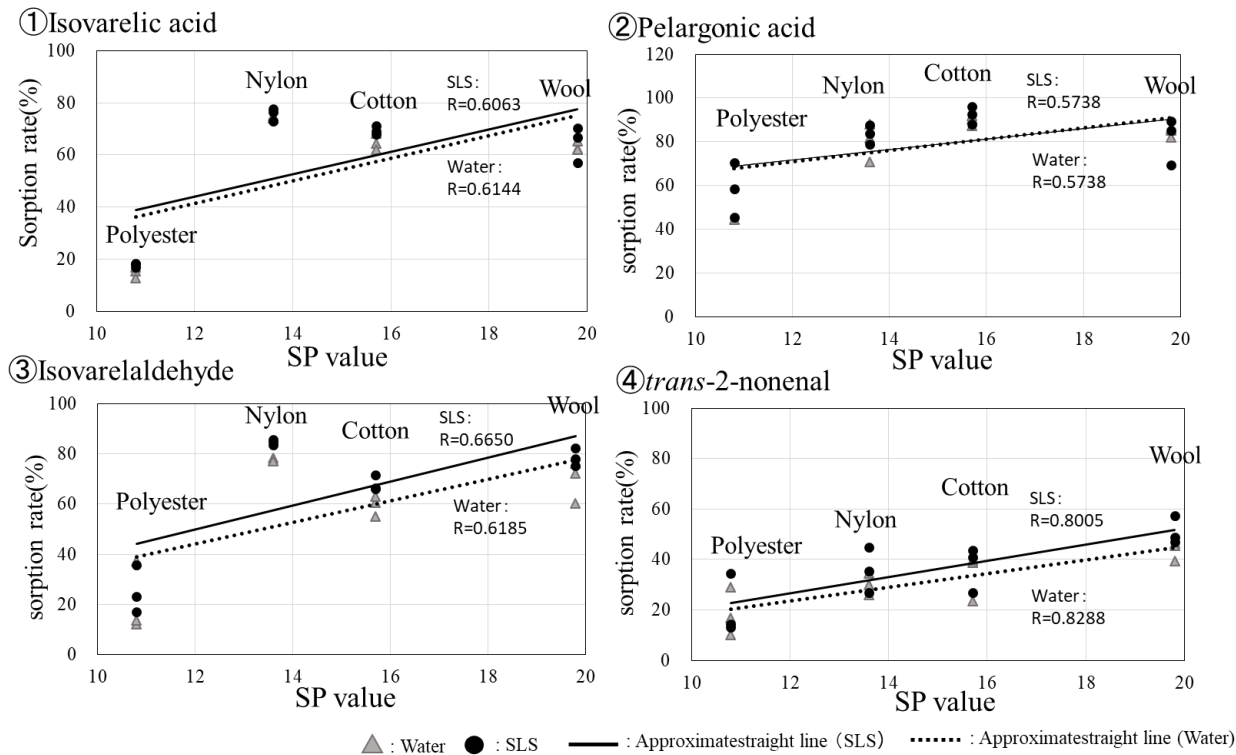 ①Isovarelic acid
100
80
60
40
20
0
Sorption rate(%)
Nylon
Cotton
Wool
Polyester
SLS:
R=0.6063
Water:
R=0.6144
10 12 14 16 18 20
SP value
②Pelargonic acid
120
100
80
60
40
20
0
sorption rate(%)
Polyester
Nylon
Cotton
Wool
SLS:
R=0.5738
Water:
R=0.5738
10 12 14 16 18 20
SP value
③Isovarelaldehyde
100
80
60
40
20
0
sorption rate(%)
Polyester
Nylon
Cotton
Wool
SLS:
R=0.6650
Water:
R=0.6185
10 12 14 16 18 20
SP value
④trans-2-nonenal
100
80
60
40
20
0
sorption rate(%)
Polyester
Nylon
Cotton
Wool
SLS:
R=0.8005
Water:
R=0.8288
10 12 14 16 18 20
SP value
: Water : SLS : Approximatestraight line (SLS) : Approximatestraight line (Water)